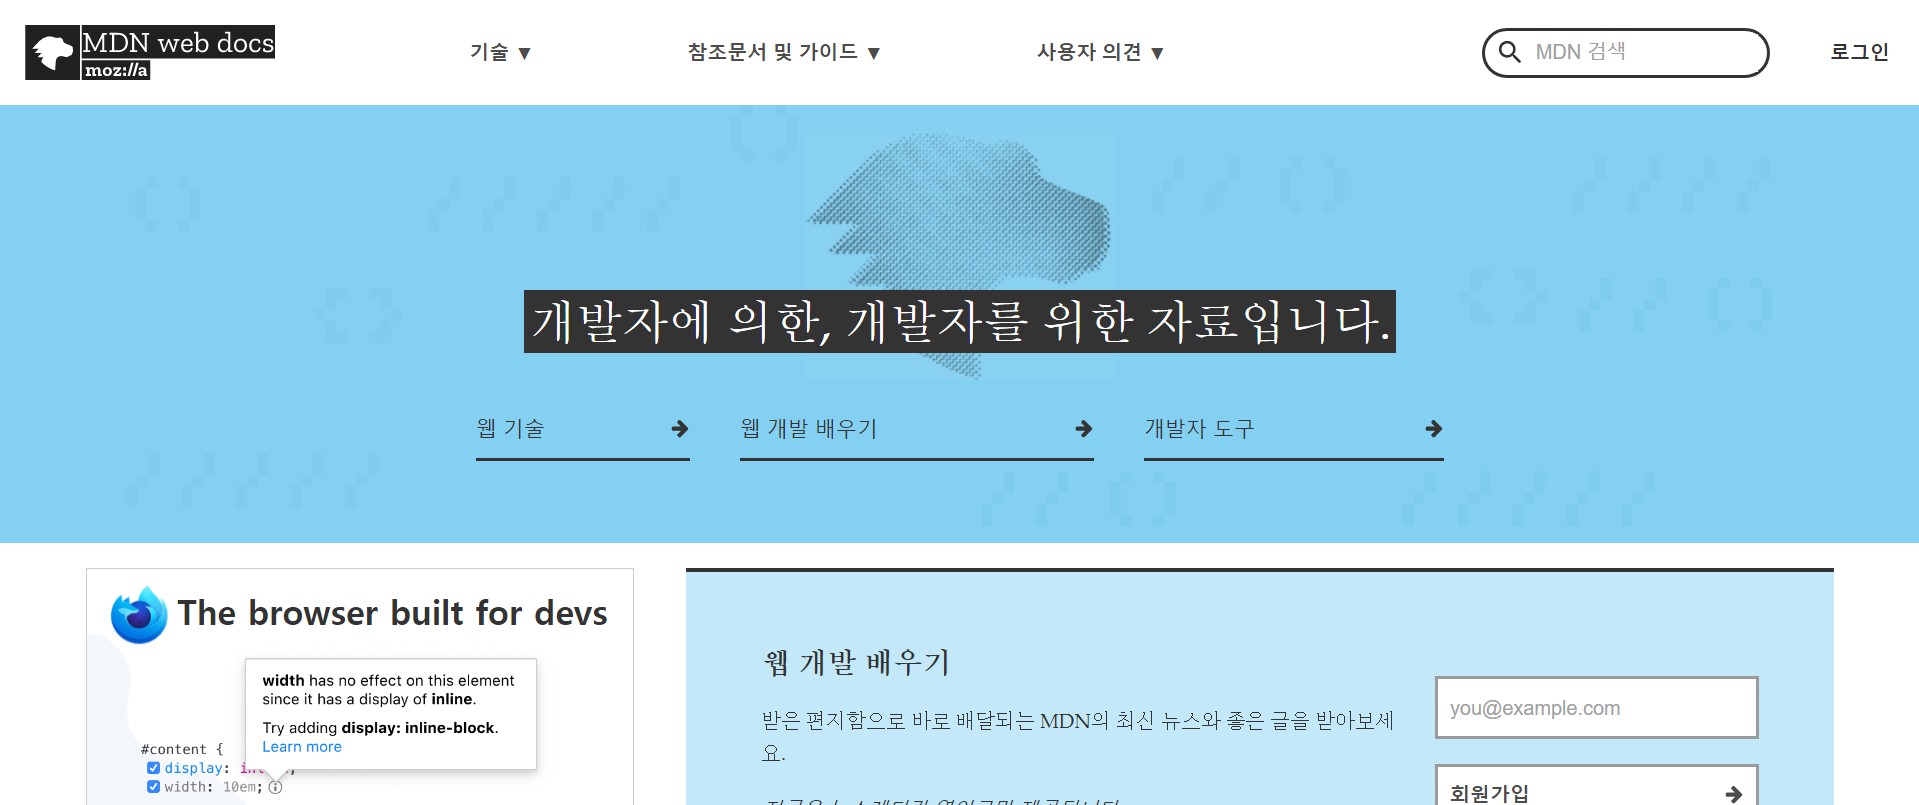 MDN web docs
moz://a
기술 ▼
참조문서 및 가이드 ▼
사용자 의견 ▼
MDN 검색
로그인
개발자에 의한, 개발자를 위한 자료입니다.
웹 기술
웹 개발 배우기
개발자 도구
The browser built for devs
width has no effect on this element
since it has a display of inline.
Try adding display: inline-block.
Learn more
#content {
display:
width: 10em;
웹 개발 배우기
받은 편지함으로 바로 배달되는 MDN의 최신 뉴스와 좋은 글을 받아보세
요.
you@example.com
회원가입